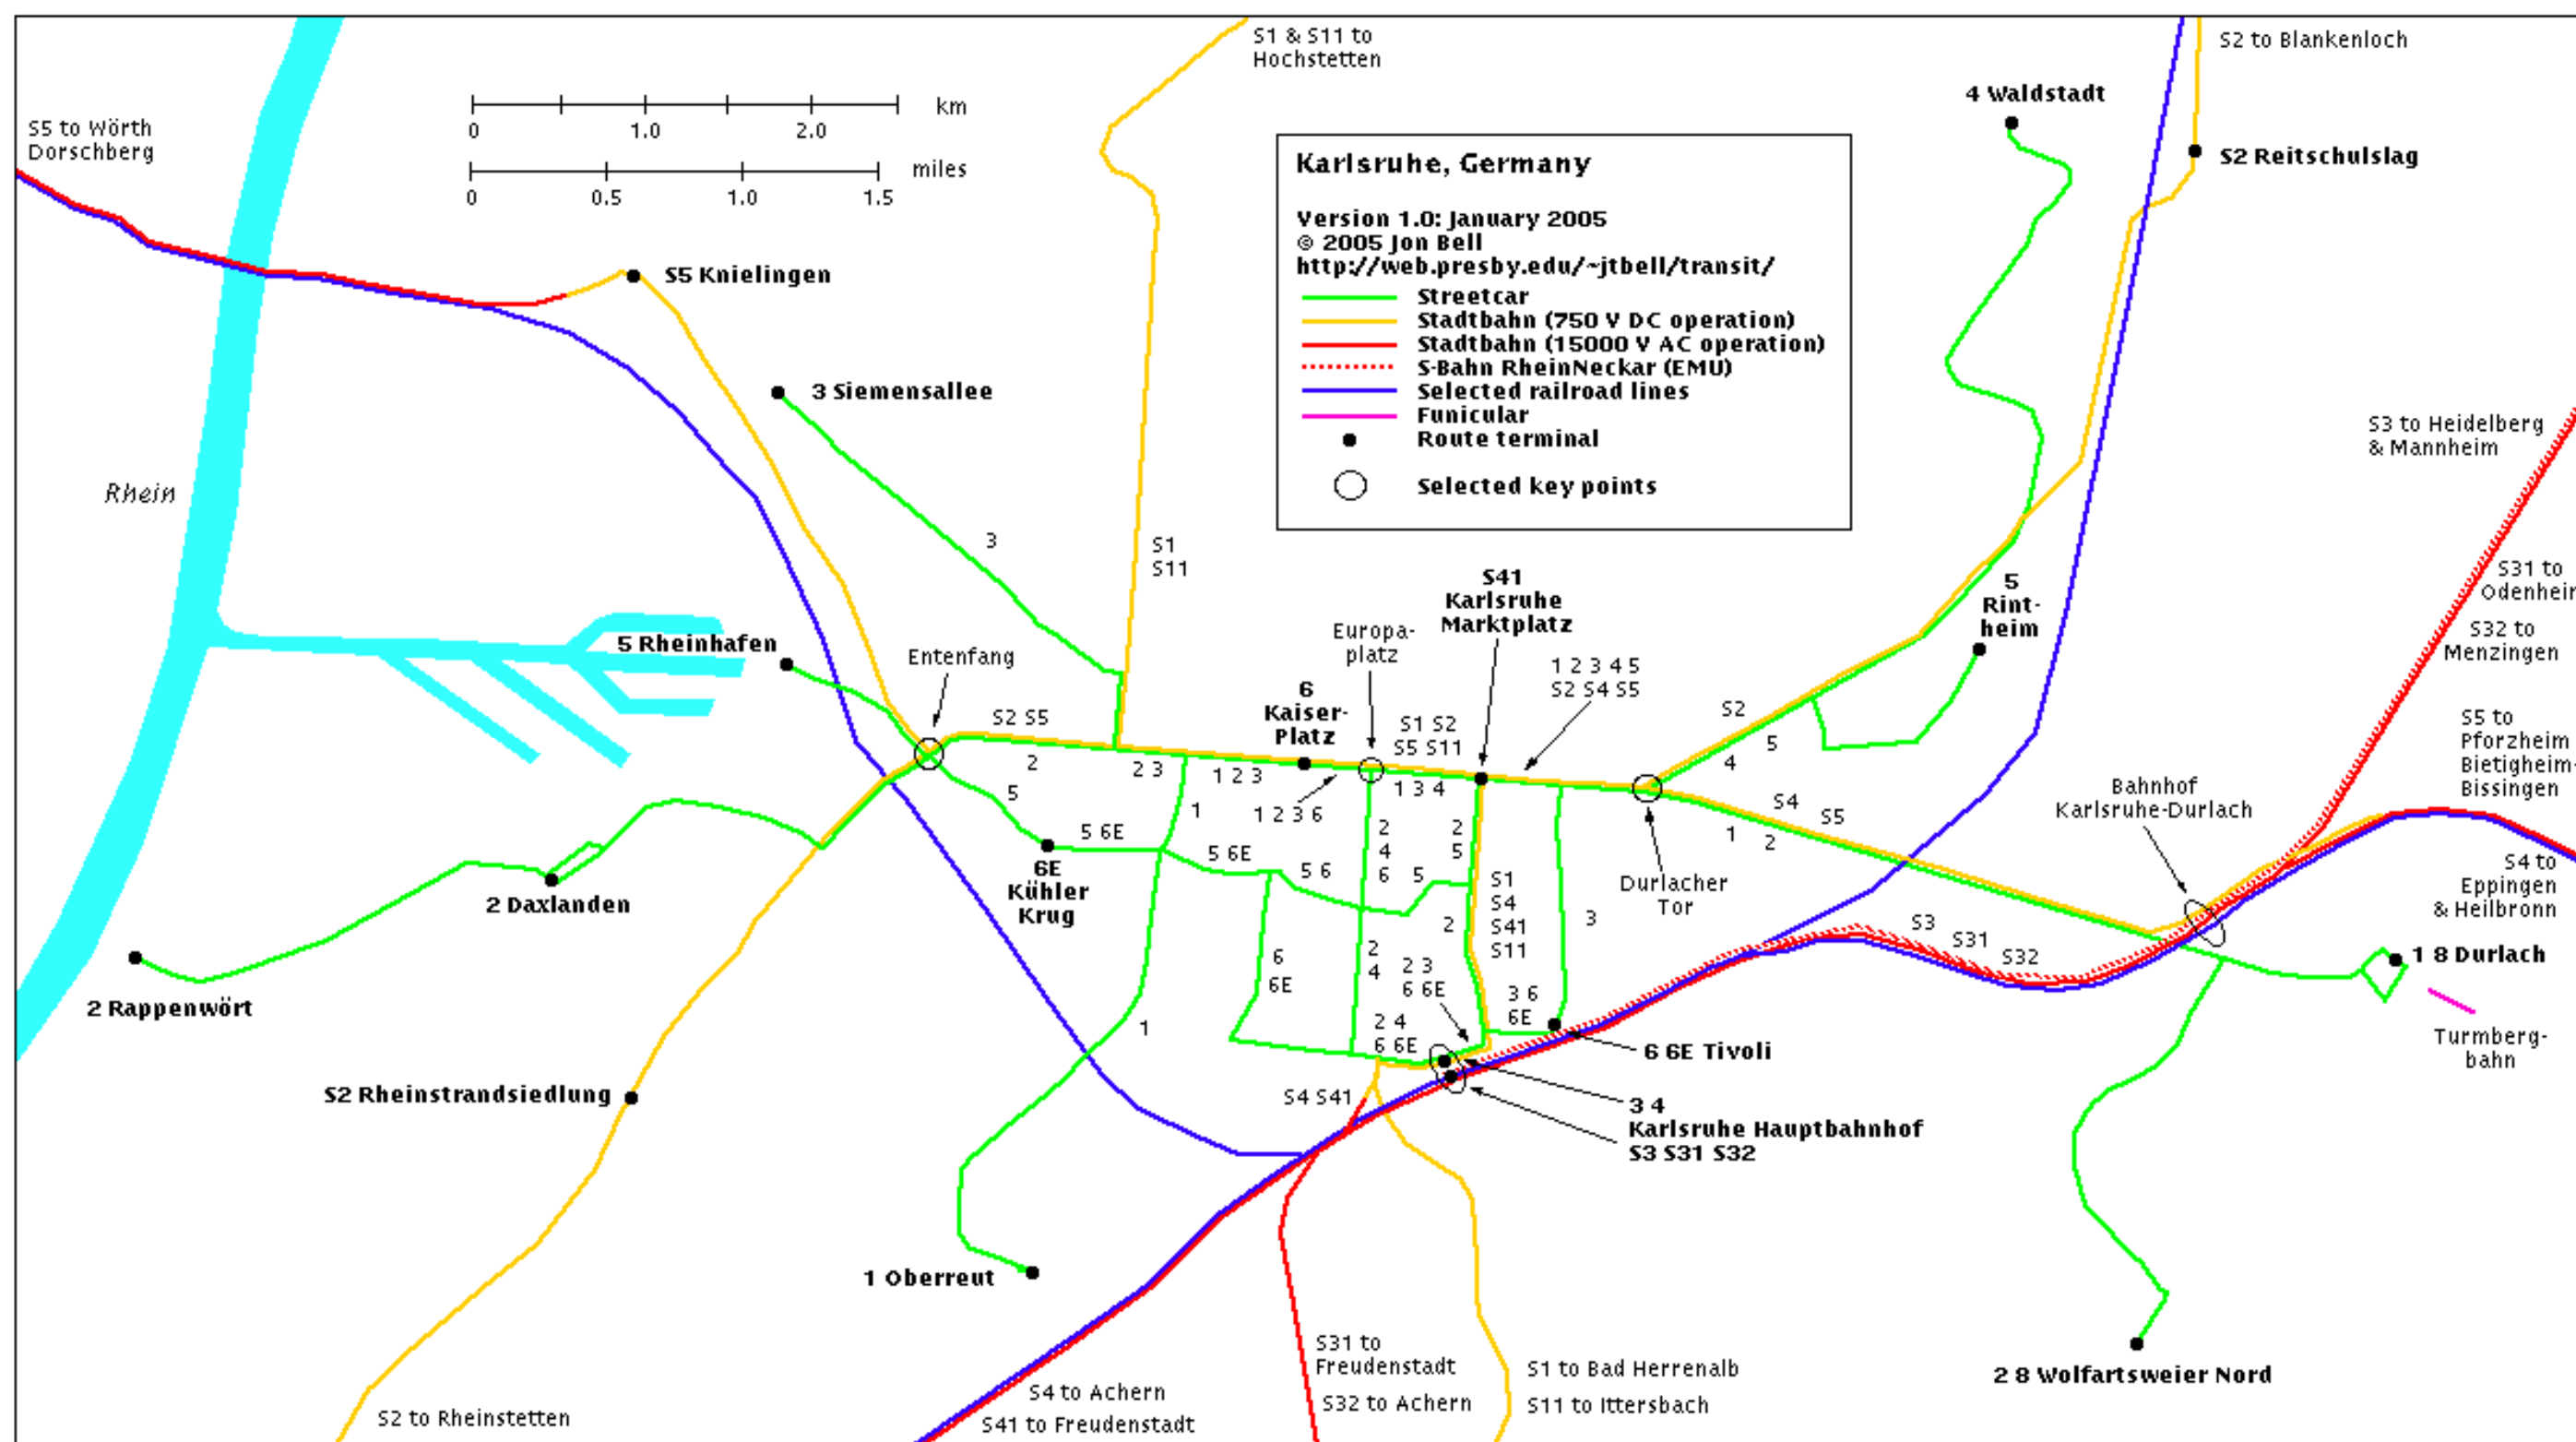 S1 & S11 to
Hochstetten
S2 to Blankenloch
4 Waldstadt
km
0 1.0 2.0
miles
0 0.5 1.0 1.5
S5 to Wörth
Dorschberg
S2 Reitschulslag
Karlsruhe, Germany
Version 1.0: January 2005
© 2005 Jon Bell
http://web.presby.edu/~jtbell/transit/
Streetcar
Stadtbahn (750 V DC operation)
Stadtbahn (15000 V AC operation)
S-Bahn RheinNeckar (EMU)
Selected railroad lines
Funicular
Route terminal
Selected key points
S5 Knielingen
3 Siemensallee
S3 to Heidelberg
& Mannheim
Rhein
3
S1
S11
S41
Karlsruhe
Marktplatz
5
Rint-
heim
S31 to
Odenheim
S32 to
Menzingen
5 Rheinhafen
Entenfang
Europa-
platz
1 2 3 4 5
S2 S4 S5
6
Kaiser-
Platz
S2 S5
S1 S2
S5 S11
S2
5
4
S5 to
Pforzheim
Bietigheim-
Bissingen
2
2 3
1 2 3
1 2 3 6
1 3 4
S4
S5
1
2
Bahnhof
Karlsruhe-Durlach
5
5 6E
1
5 6E
5 6
2
4
6
5
2
5
6E
Kühler
Krug
S1
S4
S41
S11
Durlacher
Tor
S4 to
Eppingen
& Heilbronn
2 Daxlanden
2
3
S3
S31
S32
1 8 Durlach
6
6E
2
4
2 3
6 6E
3 6
6E
2 Rappenwört
1
2 4
6 6E
6 6E Tivoli
Turmberg-
bahn
S2 Rheinstrandsiedlung
S4 S41
3 4
Karlsruhe Hauptbahnhof
S3 S31 S32
1 Oberreut
S31 to
Freudenstadt
S32 to Achern
S1 to Bad Herrenalb
S11 to Ittersbach
2 8 Wolfartsweier Nord
S4 to Achern
S41 to Freudenstadt
S2 to Rheinstetten